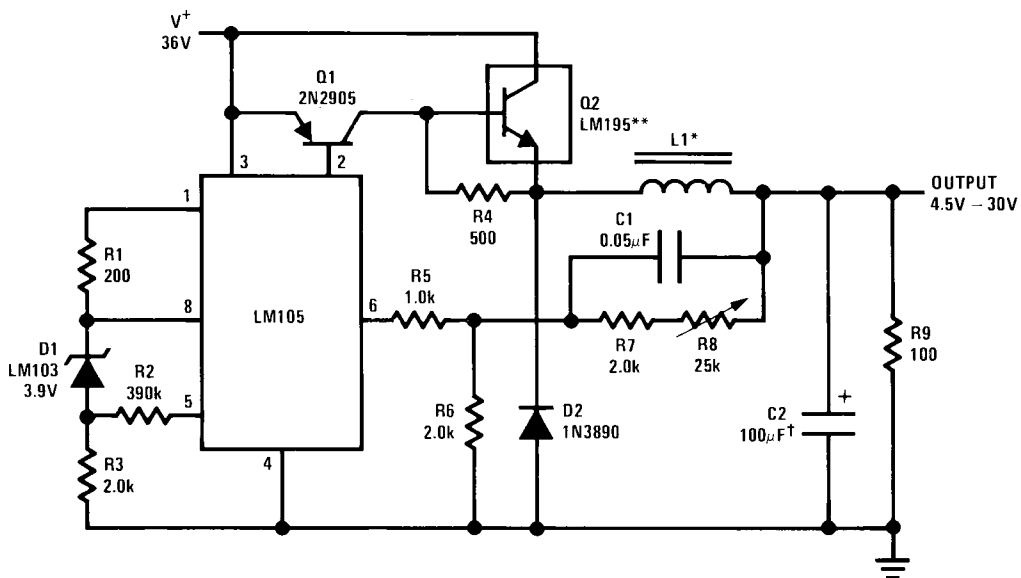 V+
36V
Q1
2N2905
Q2
LM195**
L1*
OUTPUT
4.5V – 30V
3
2
1
R4
500
C1
0.05μF
R1
200
8
LM105
6
R5
1.0k
R7
2.0k
R8
25k
R9
100
D1
LM103
3.9V
R2
390k
5
R6
2.0k
D2
1N3890
+
C2
100μF†
R3
2.0k
4